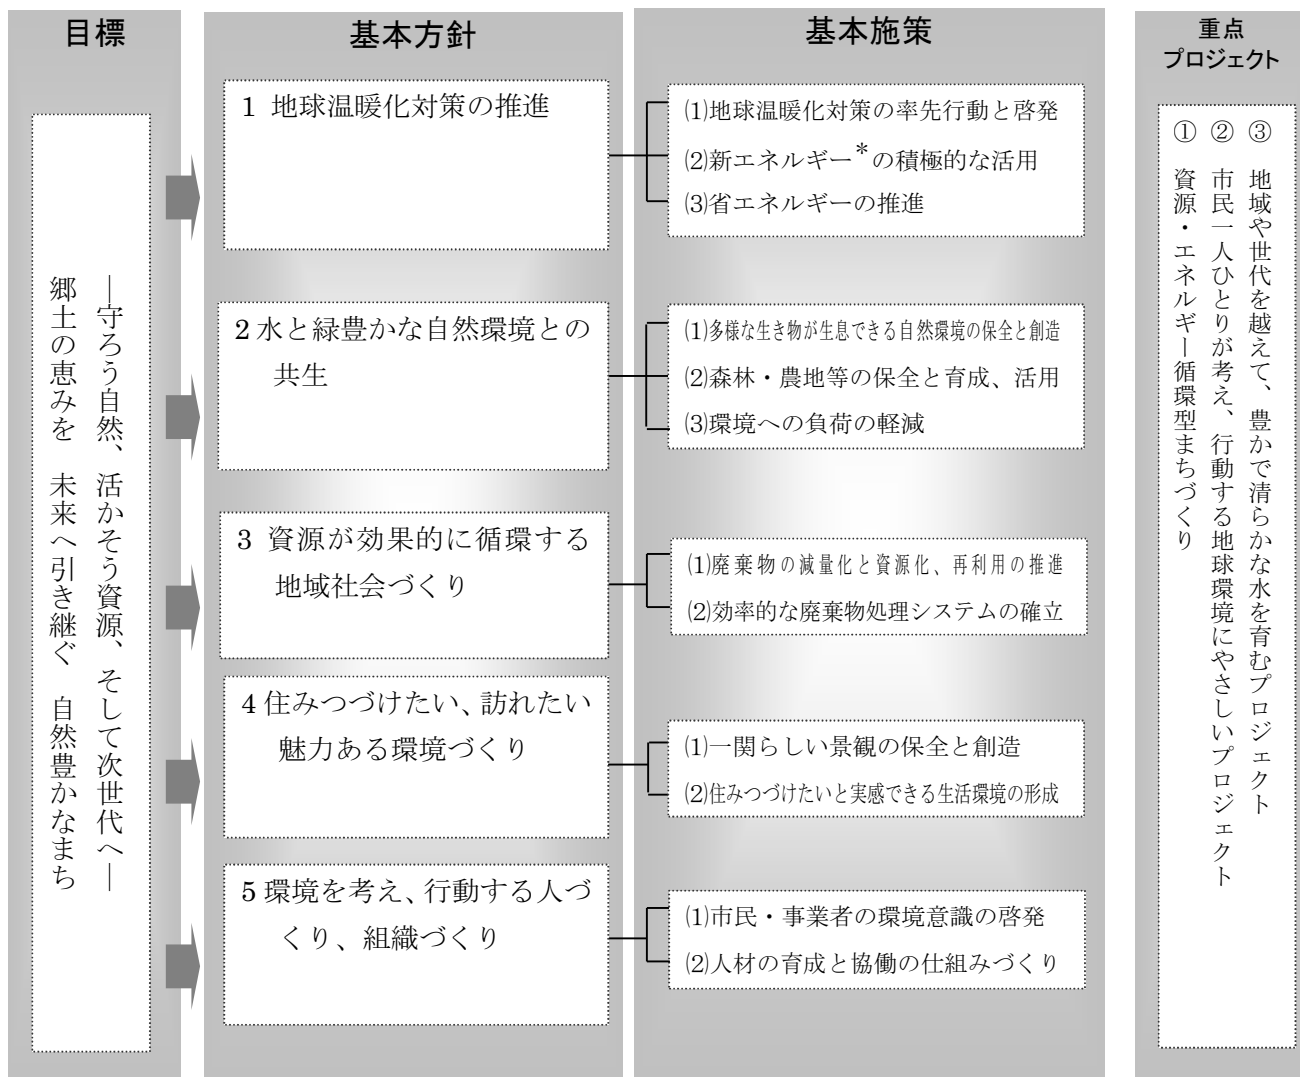 目標
郷土の恵みを　未来へ引き継ぐ　自然豊かなまち
―守ろう自然、活かそう資源、そして次世代へ―
基本方針
1 地球温暖化対策の推進
2 水と緑豊かな自然環境との
共生
3 資源が効果的に循環する
地域社会づくり
4 住みつづけたい、訪れたい
魅力ある環境づくり
5 環境を考え、行動する人づ
くり、組織づくり
基本施策
⑴地球温暖化対策の率先行動と啓発
⑵新エネルギー＊の積極的な活用
⑶省エネルギーの推進
⑴多様な生き物が生息できる自然環境の保全と創造
⑵森林・農地等の保全と育成、活用
⑶環境への負荷の軽減
⑴廃棄物の減量化と資源化、再利用の推進
⑵効率的な廃棄物処理システムの確立
⑴一関らしい景観の保全と創造
⑵住みつづけたいと実感できる生活環境の形成
⑴市民・事業者の環境意識の啓発
⑵人材の育成と協働の仕組みづくり
重点
プロジェクト
①　資源・エネルギー循環型まちづくり
②　市民一人ひとりが考え、行動する地球環境にやさしいプロジェクト
③　地域や世代を越えて、豊かで清らかな水を育むプロジェクト